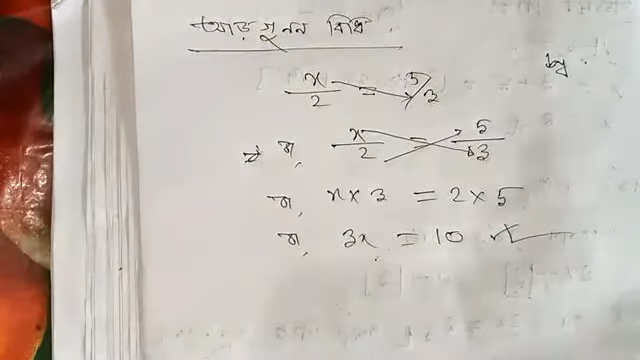 আড় গুনন বিধি
x/2 = 5/3
বা, x/2 = 5/3
বা, x × 3 = 2 × 5
বা, 3x = 10